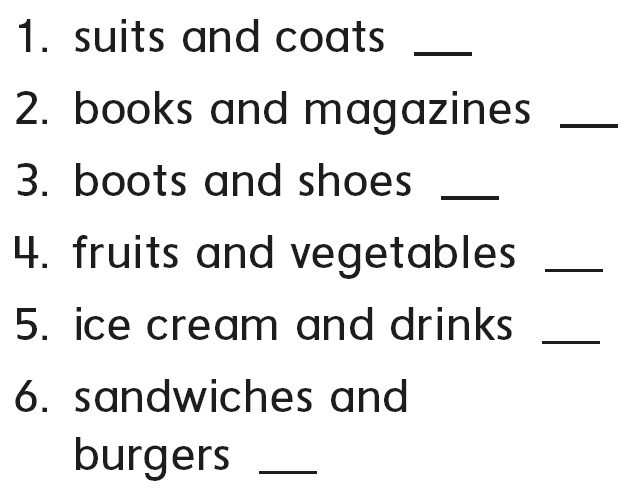 1. suits and coats ___
2. books and magazines ___
3. boots and shoes ___
4. fruits and vegetables ___
5. ice cream and drinks ___
6. sandwiches and
burgers ___